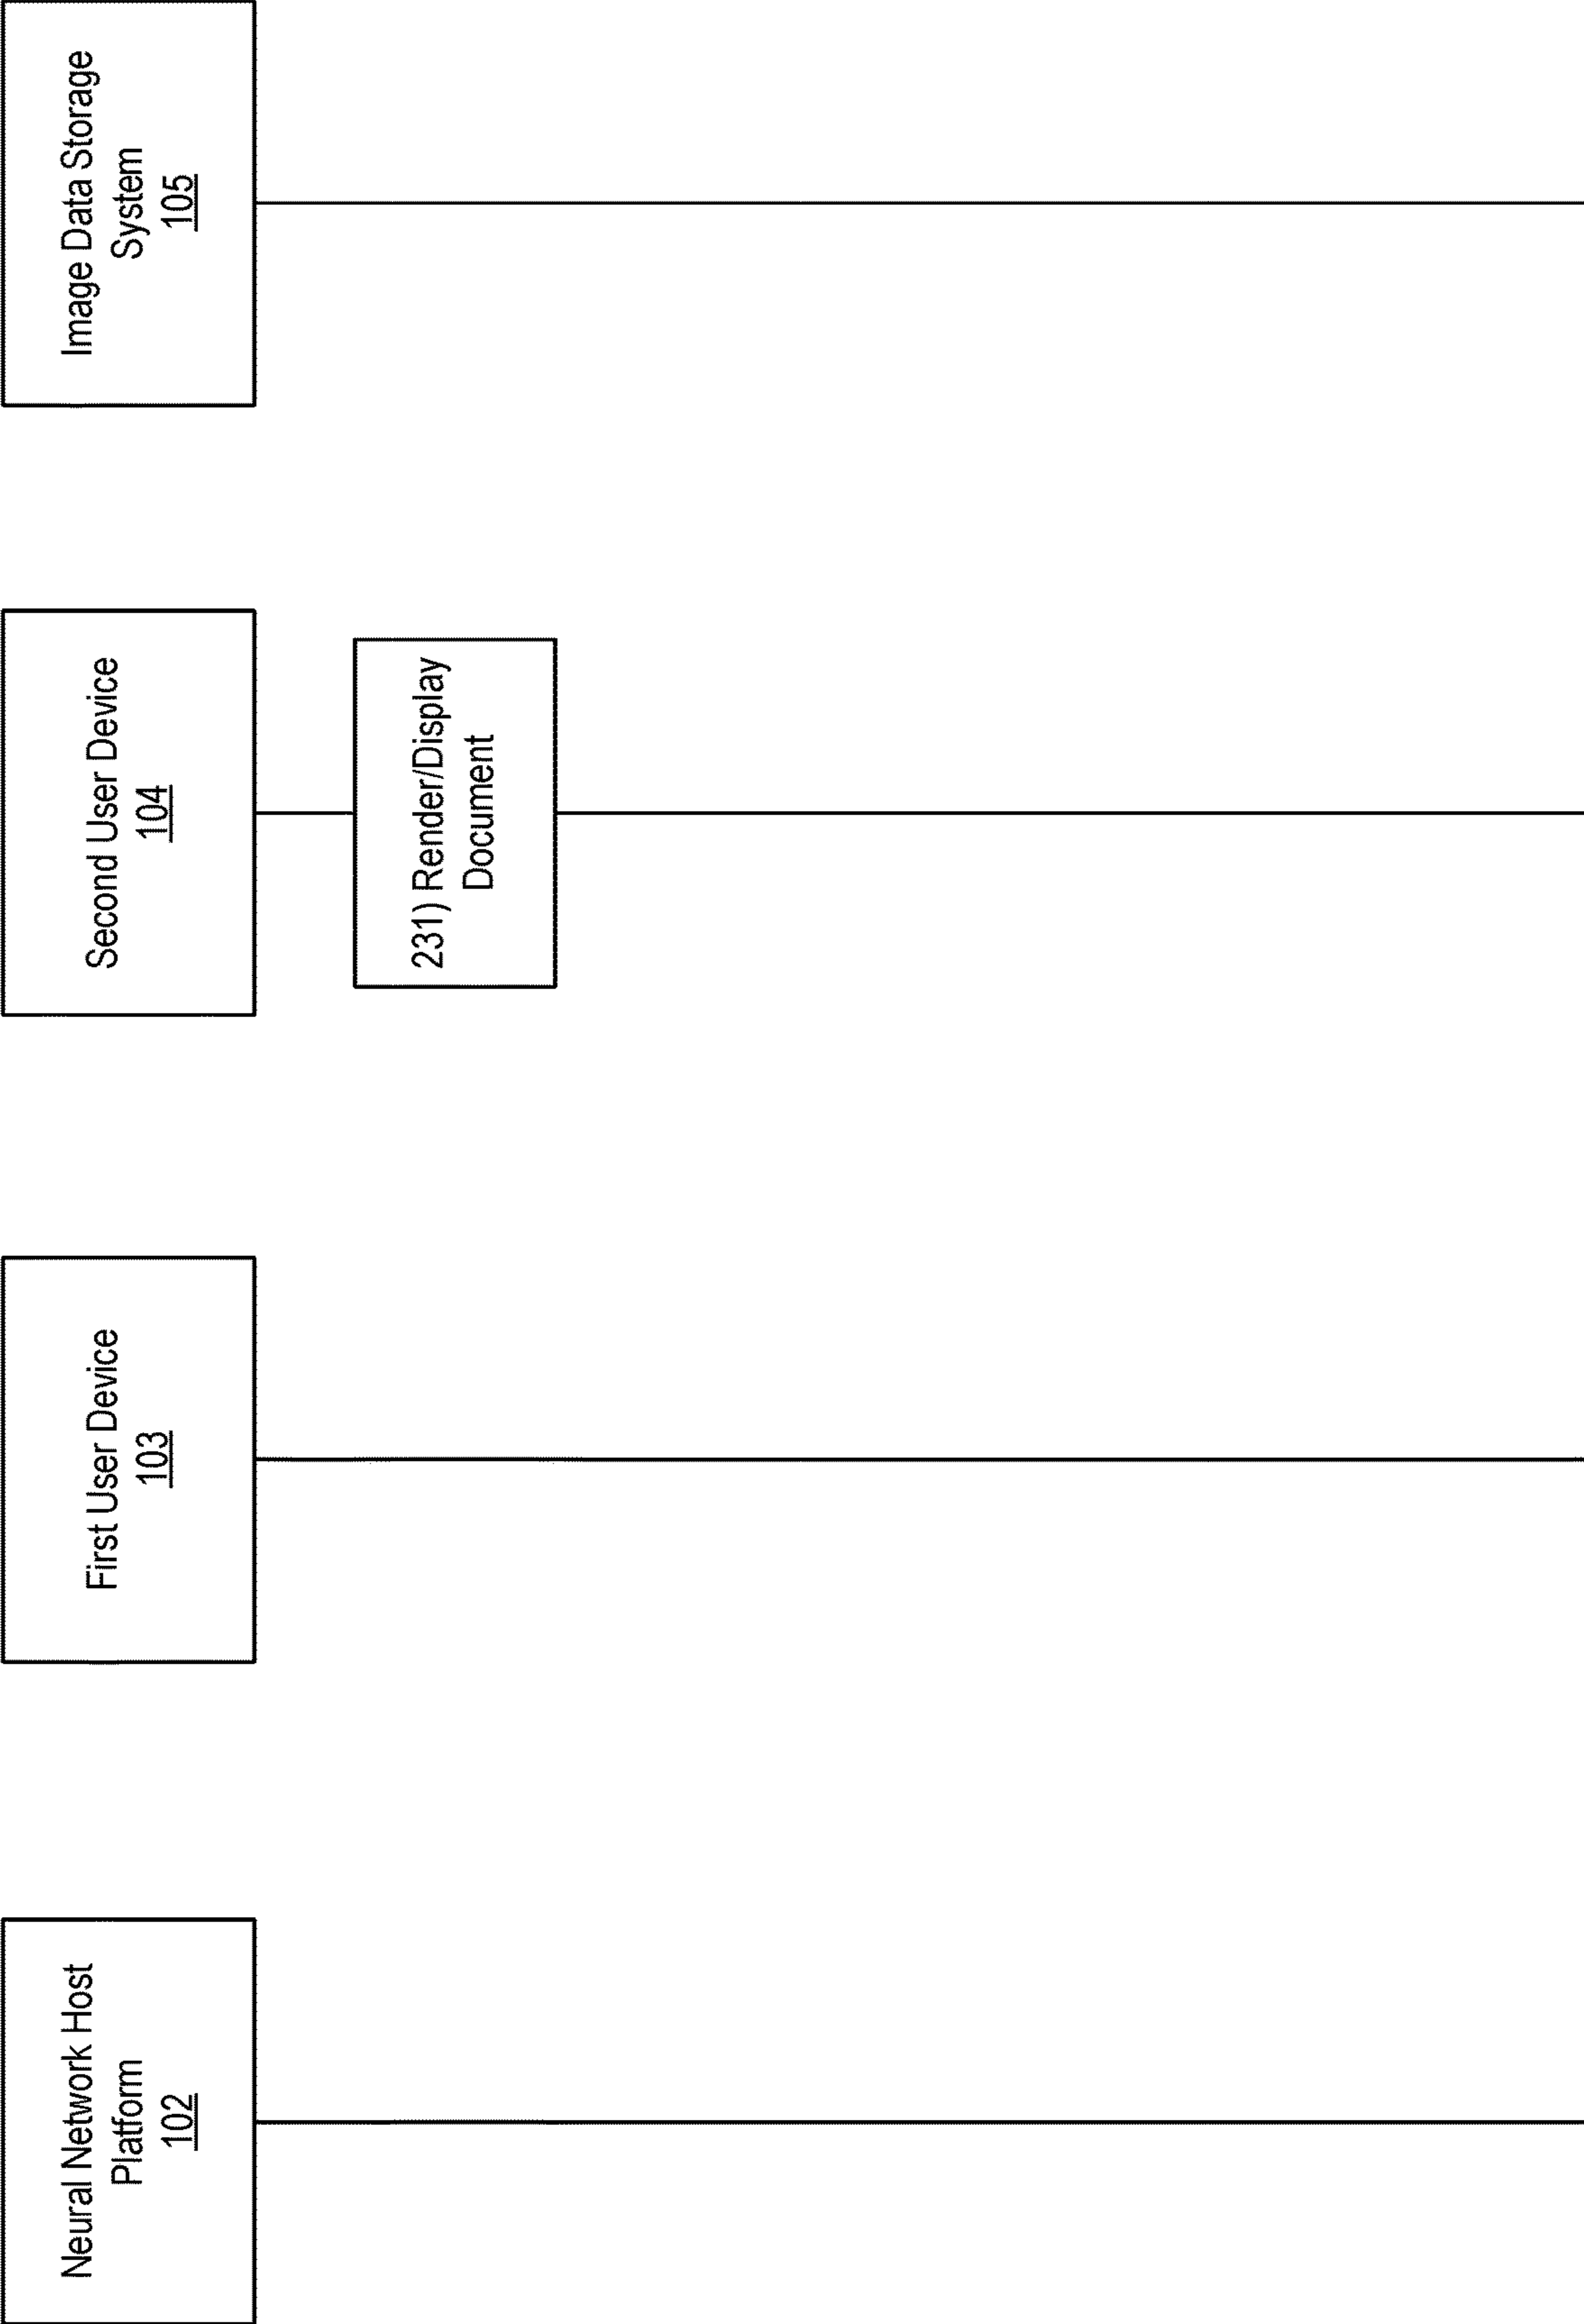 Neural Network Host
Platform
102
First User Device
103
Second User Device
104
231) Render/Display
Document
Image Data Storage
System
105